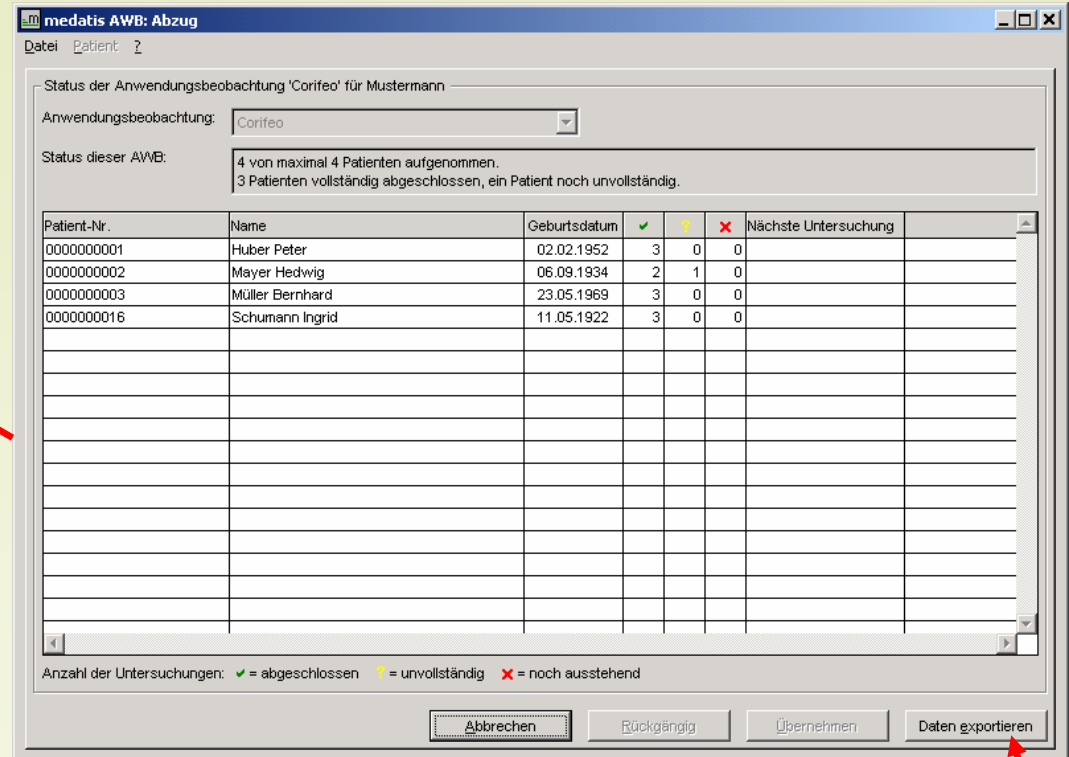 medatis AWB: Abzug
Datei Patient ?
Status der Anwendungsbeobachtung 'Corifeo' für Mustermann
Anwendungsbeobachtung: Corifeo
Status dieser AWB: 4 von maximal 4 Patienten aufgenommen.
3 Patienten vollständig abgeschlossen, ein Patient noch unvollständig.
Patient-Nr. Name Geburtsdatum ✔ ? ✘ Nächste Untersuchung
0000000001 Huber Peter 02.02.1952 3 0 0
0000000002 Mayer Hedwig 06.09.1934 2 1 0
0000000003 Müller Bernhard 23.05.1969 3 0 0
0000000016 Schumann Ingrid 11.05.1922 3 0 0
Anzahl der Untersuchungen: ✔ = abgeschlossen ? = unvollständig ✘ = noch ausstehend
Abbrechen Rückgängig Übernehmen Daten exportieren